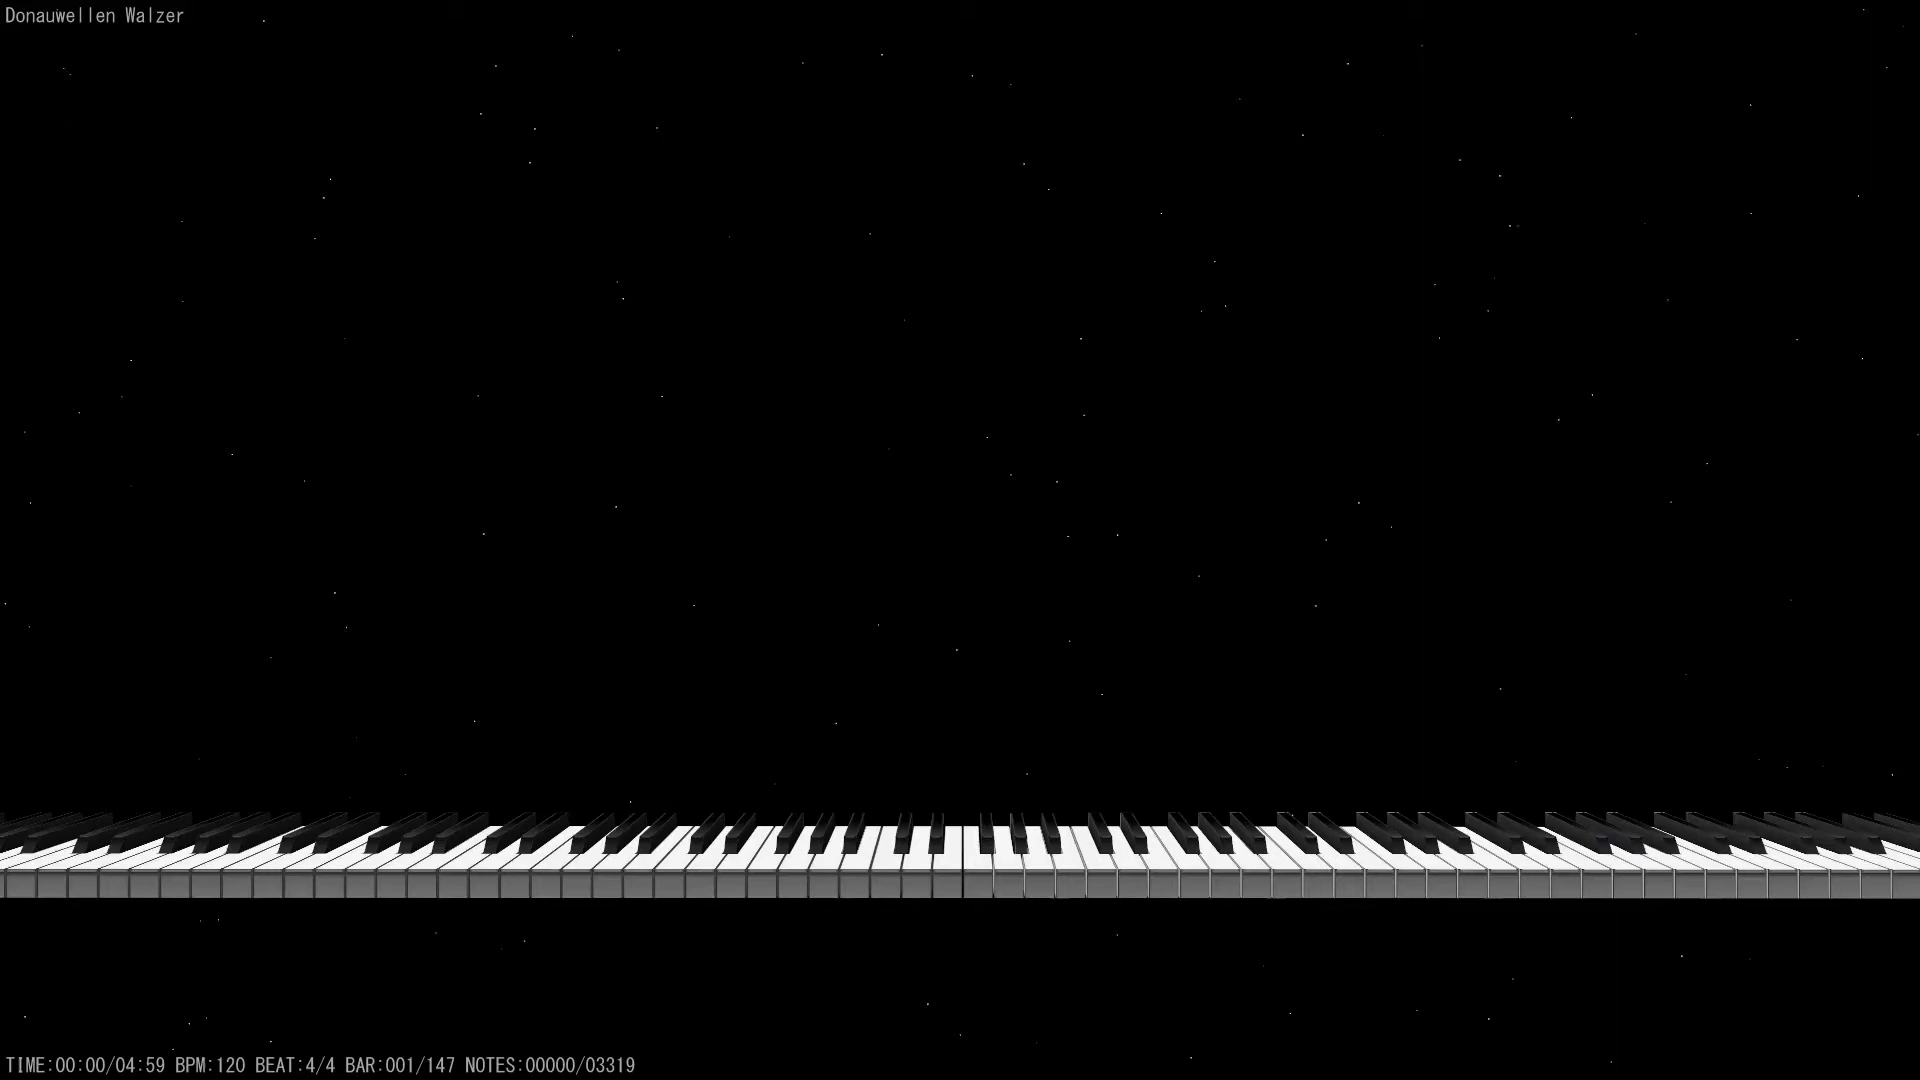 Donauwellen Walzer
TIME:00:00/04:59 BPM:120 BEAT:4/4 BAR:001/147 NOTES:00000/03319